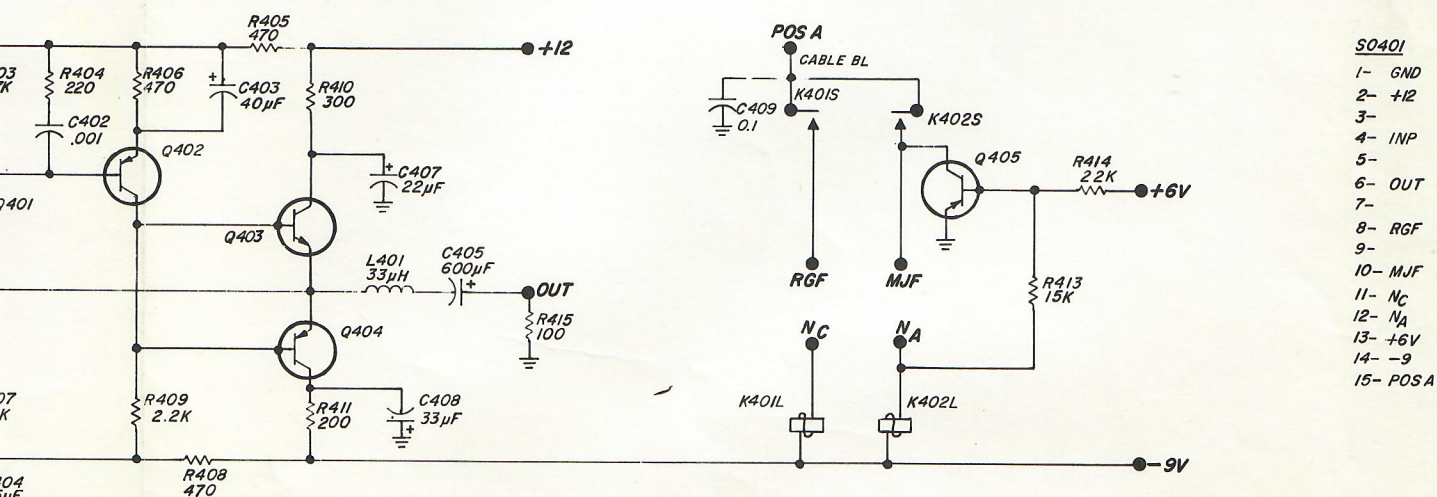 R405
470
+12
R404
220
R406
470
C403
40µF
R410
300
C402
.001
Q402
C407
22µF
Q401
Q403
L401
33µH
C405
600µF
OUT
R415
100
Q404
R409
2.2K
R411
200
C408
33µF
R408
470
POS A
CABLE BL
K401S
C409
0.1
K402S
Q405
R414
22K
+6V
RGF
MJF
R413
15K
NC
NA
K401L
K402L
-9V
SO401
1- GND
2- +12
3-
4- INP
5-
6- OUT
7-
8- RGF
9-
10- MJF
11- NC
12- NA
13- +6V
14- -9
15- POS A